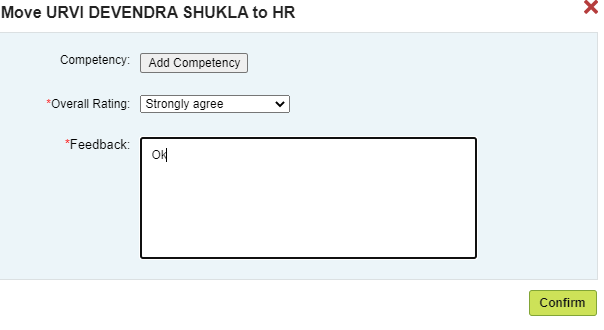 Move URVI DEVENDRA SHUKLA to HR
Competency: Add Competency
*Overall Rating: Strongly agree
*Feedback:
Ok
Confirm